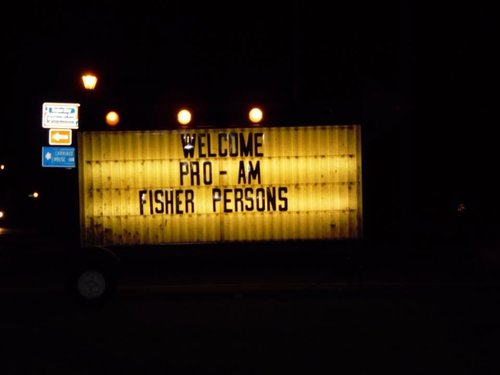 WELCOME
PRO - AM
FISHER PERSONS